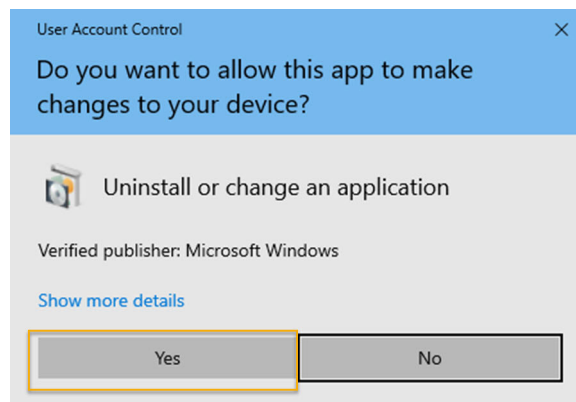 User Account Control
Do you want to allow this app to make
changes to your device?
Uninstall or change an application
Verified publisher: Microsoft Windows
Show more details
Yes
No